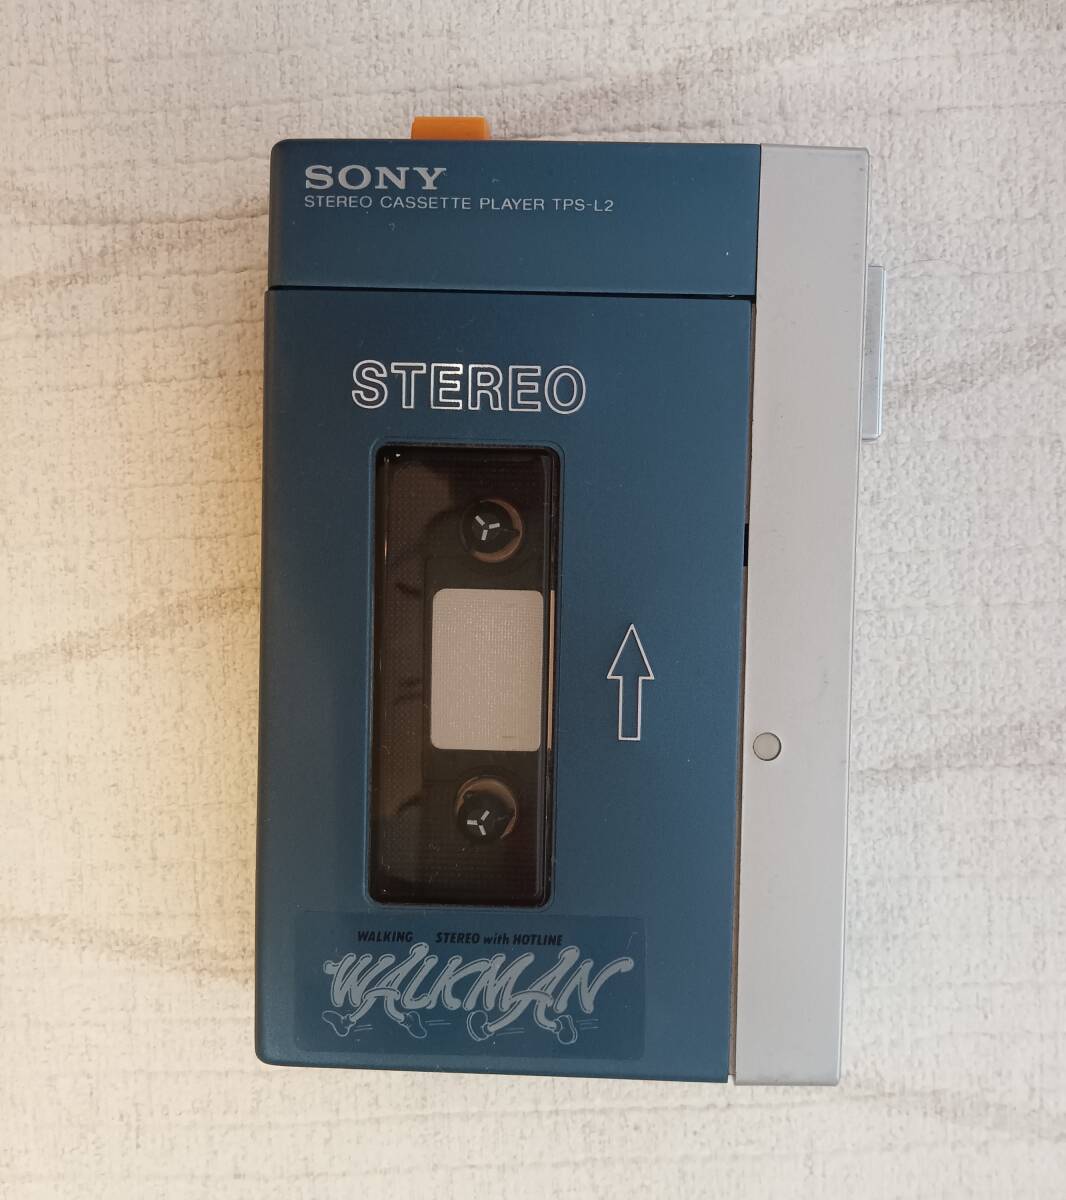 SONY
STEREO CASSETTE PLAYER TPS-L2
STEREO
WALKING STEREO with HOTLINE
WALKMAN